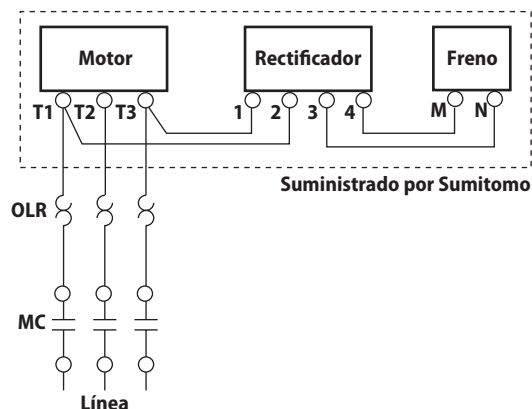 Motor Rectificador Freno
T1 T2 T3 1 2 3 4 M N
Suministrado por Sumitomo
OLR
MC
Línea